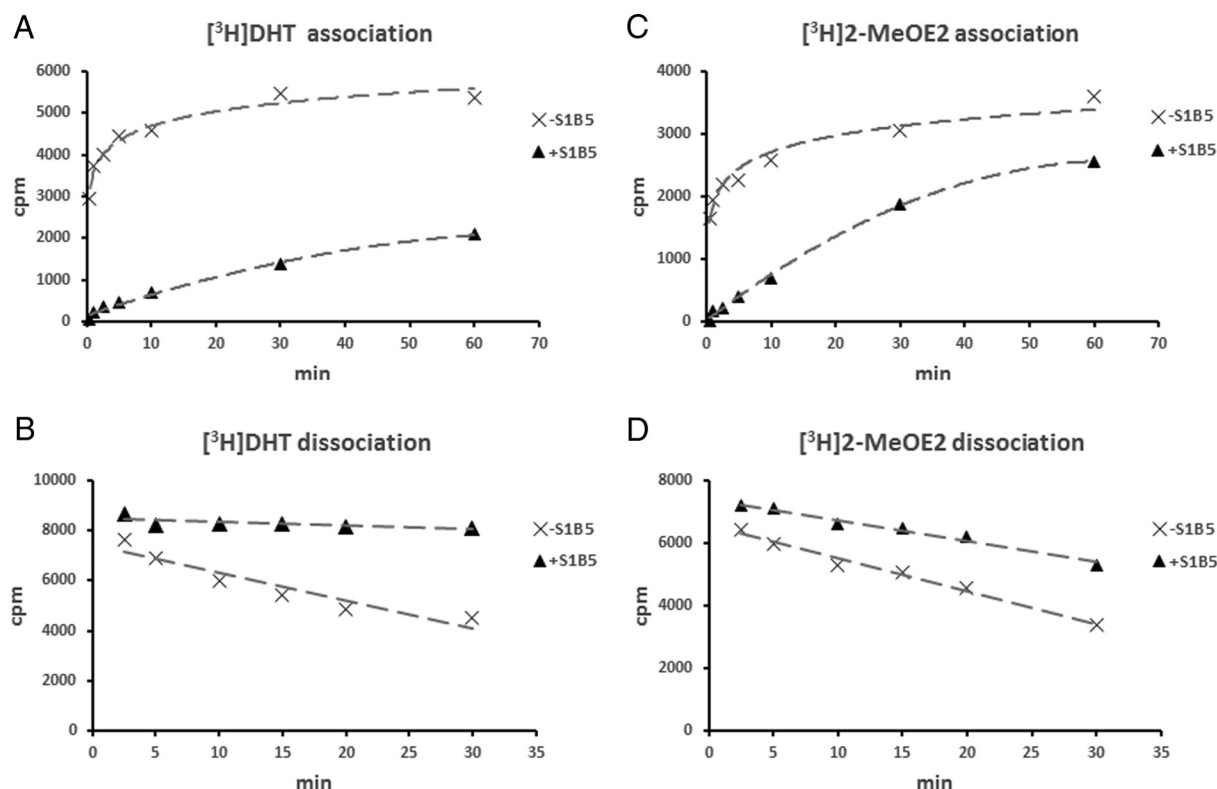 A
[³H]DHT association
6000
5000
4000
3000
2000
1000
0
cpm
0 10 20 30 40 50 60 70
min
-S1B5
+S1B5
B
[³H]DHT dissociation
10000
8000
6000
4000
2000
0
cpm
0 5 10 15 20 25 30 35
min
-S1B5
+S1B5
C
[³H]2-MeOE2 association
4000
3000
2000
1000
0
cpm
0 10 20 30 40 50 60 70
min
-S1B5
+S1B5
D
[³H]2-MeOE2 dissociation
8000
6000
4000
2000
0
cpm
0 5 10 15 20 25 30 35
min
-S1B5
+S1B5